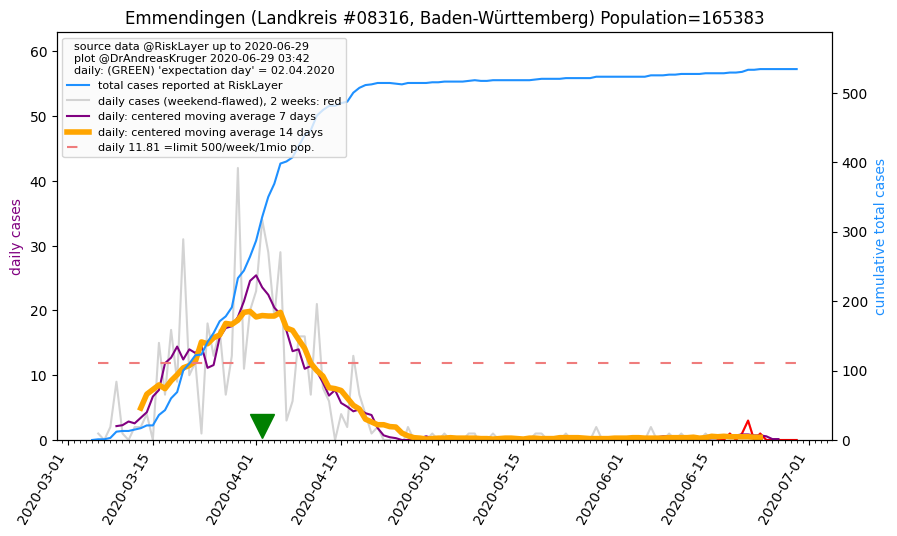 Emmendingen (Landkreis #08316, Baden-Württemberg) Population=165383
source data @RiskLayer up to 2020-06-29
plot @DrAndreasKruger 2020-06-29 03:42
daily: (GREEN) 'expectation day' = 02.04.2020
total cases reported at RiskLayer
daily cases (weekend-flawed), 2 weeks: red
daily: centered moving average 7 days
daily: centered moving average 14 days
daily 11.81 =limit 500/week/1mio pop.
daily cases
60
50
40
30
20
10
0
cumulative total cases
500
400
300
200
100
0
2020-03-01
2020-03-15
2020-04-01
2020-04-15
2020-05-01
2020-05-15
2020-06-01
2020-06-15
2020-07-01